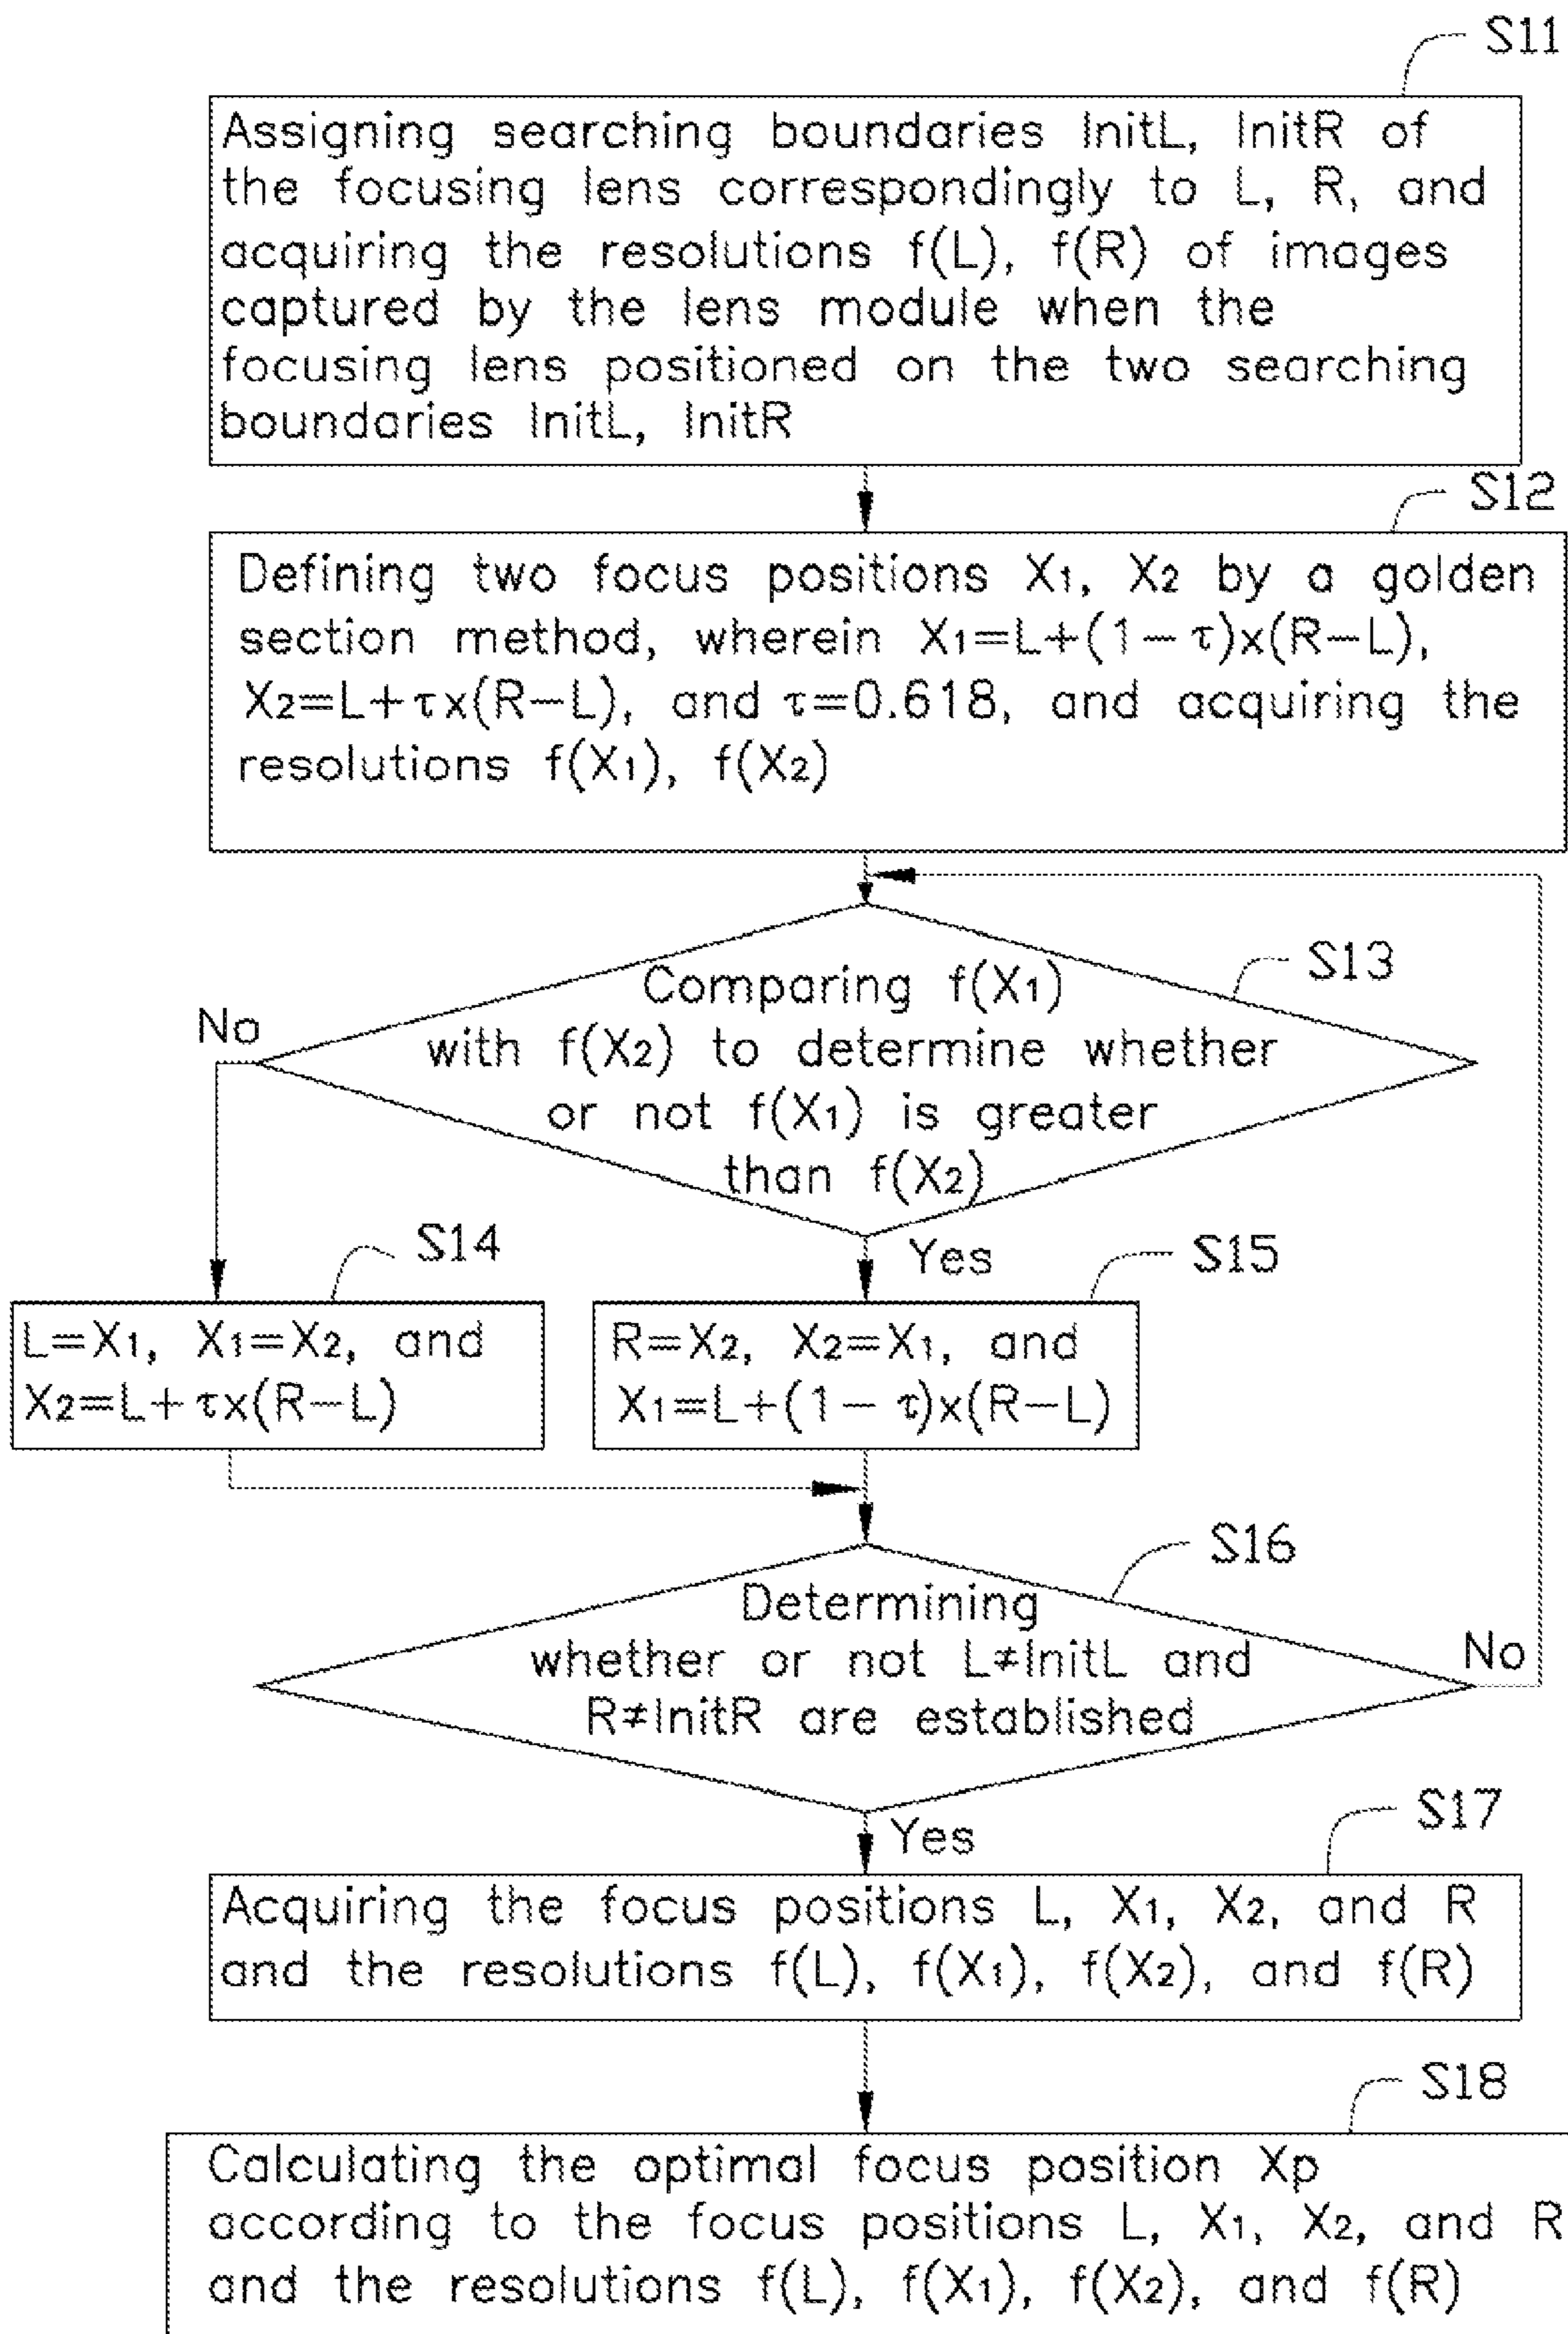 S11
Assigning searching boundaries InitL, InitR of
the focusing lens correspondingly to L, R, and
acquiring the resolutions f(L), f(R) of images
captured by the lens module when the
focusing lens positioned on the two searching
boundaries InitL, InitR
S12
Defining two focus positions X1, X2 by a golden
section method, wherein X1=L+(1-τ)x(R-L),
X2=L+τx(R-L), and τ=0.618, and acquiring the
resolutions f(X1), f(X2)
S13
Comparing f(X1)
with f(X2) to determine whether
or not f(X1) is greater
than f(X2)
No
Yes
S14
L=X1, X1=X2, and
X2=L+τx(R-L)
S15
R=X2, X2=X1, and
X1=L+(1-τ)x(R-L)
S16
Determining
whether or not L≠InitL and
R≠InitR are established
No
Yes
S17
Acquiring the focus positions L, X1, X2, and R
and the resolutions f(L), f(X1), f(X2), and f(R)
S18
Calculating the optimal focus position Xp
according to the focus positions L, X1, X2, and R
and the resolutions f(L), f(X1), f(X2), and f(R)